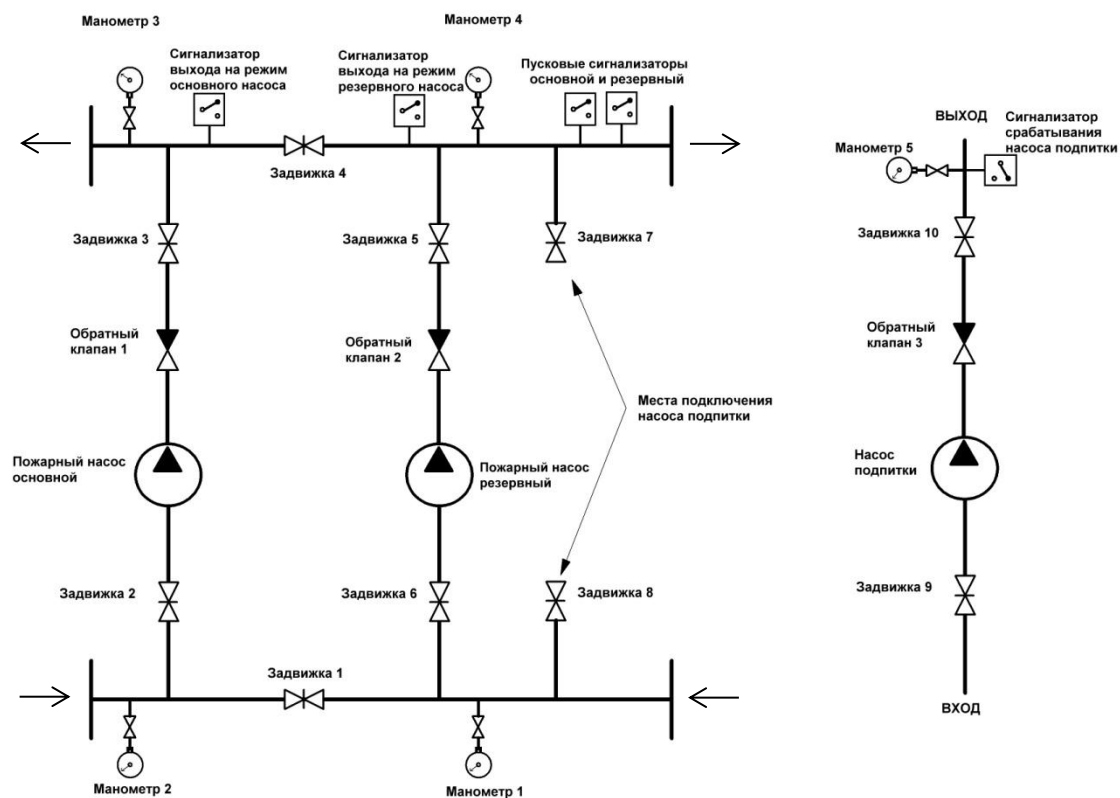 Манометр 3
Манометр 4
Сигнализатор
выхода на режим
основного насоса
Сигнализатор
выхода на режим
резервного насоса
Пусковые сигнализаторы
основной и резервный
ВЫХОД
Сигнализатор
срабатывания
насоса подпитки
Манометр 5
Задвижка 4
Задвижка 3
Задвижка 5
Задвижка 7
Задвижка 10
Обратный
клапан 1
Обратный
клапан 2
Обратный
клапан 3
Места подключения
насоса подпитки
Пожарный насос
основной
Пожарный насос
резервный
Насос
подпитки
Задвижка 2
Задвижка 6
Задвижка 8
Задвижка 9
Задвижка 1
ВХОД
Манометр 2
Манометр 1